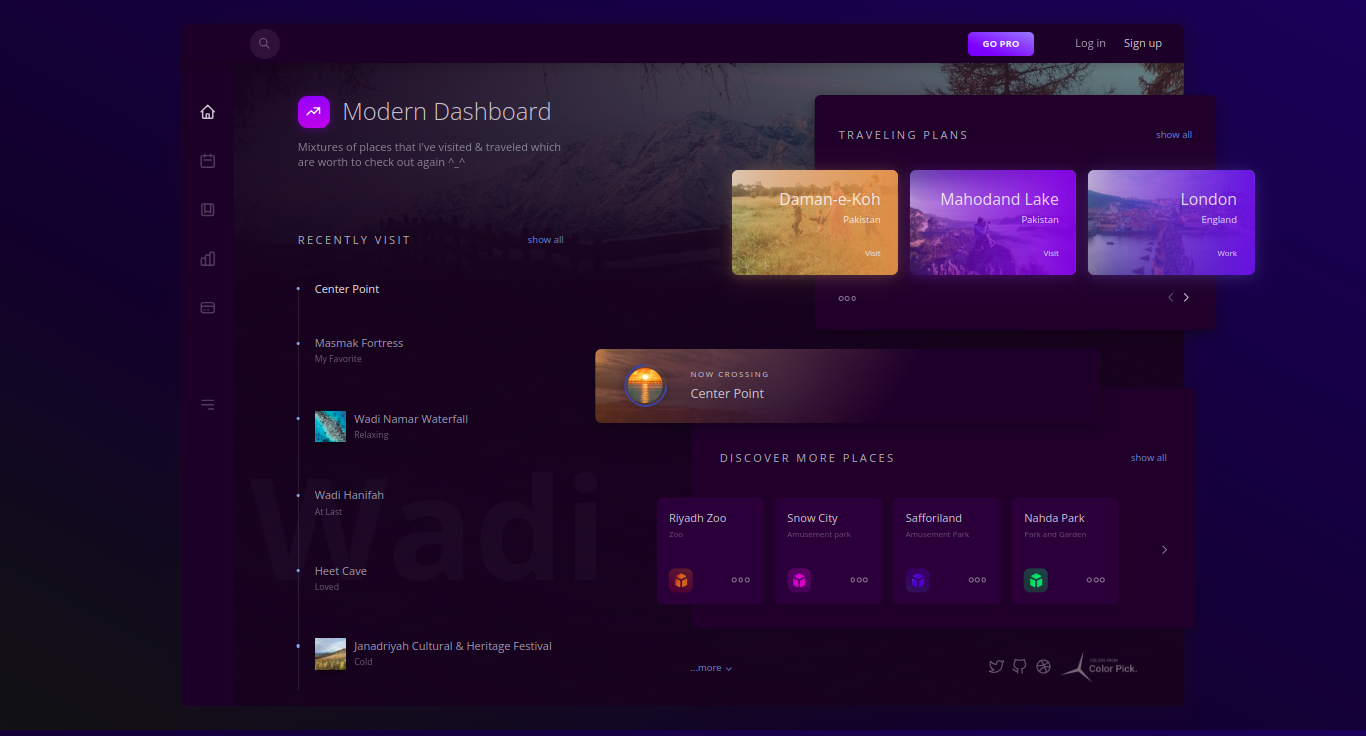 GO PRO
Log in
Sign up
Modern Dashboard
Mixtures of places that I've visited & traveled which
are worth to check out again ^_^
RECENTLY VISIT
show all
Center Point
Masmak Fortress
My Favorite
Wadi Namar Waterfall
Relaxing
Wadi
Wadi Hanifah
At Last
Heet Cave
Loved
Janadriyah Cultural & Heritage Festival
Cold
TRAVELING PLANS
show all
Daman-e-Koh
Pakistan
Visit
Mahodand Lake
Pakistan
Visit
London
England
Work
NOW CROSSING
Center Point
DISCOVER MORE PLACES
show all
Riyadh Zoo
Zoo
Snow City
Amusement park
Safforiland
Amusement Park
Nahda Park
Park and Garden
...more
Color Pick.